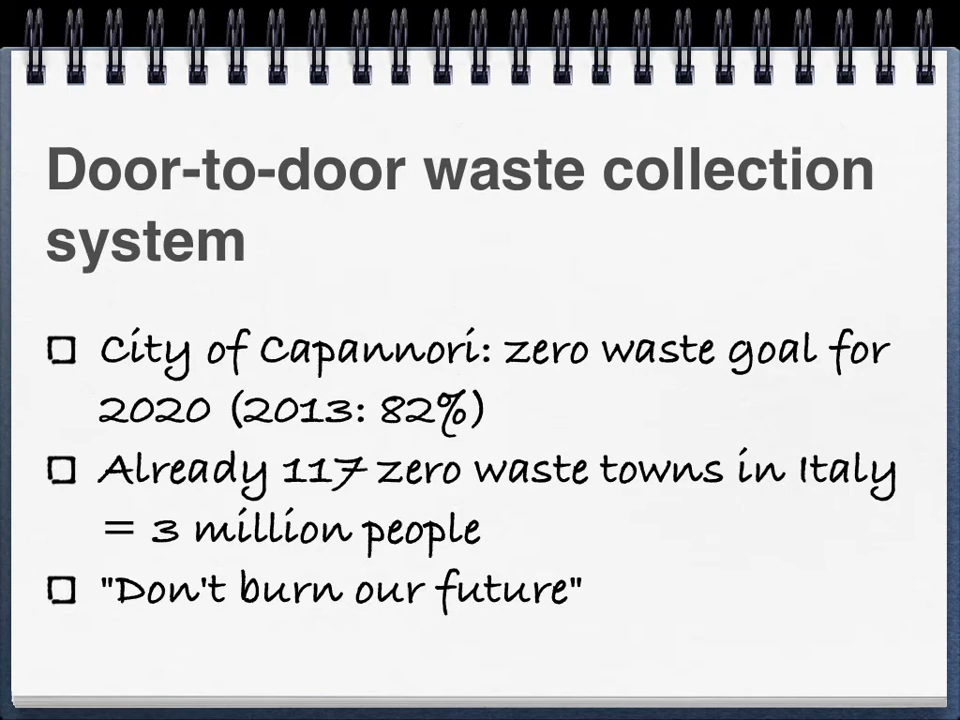 Door-to-door waste collection
system
City of Capannori: zero waste goal for
2020 (2013: 82%)
Already 117 zero waste towns in Italy
= 3 million people
"Don't burn our future"